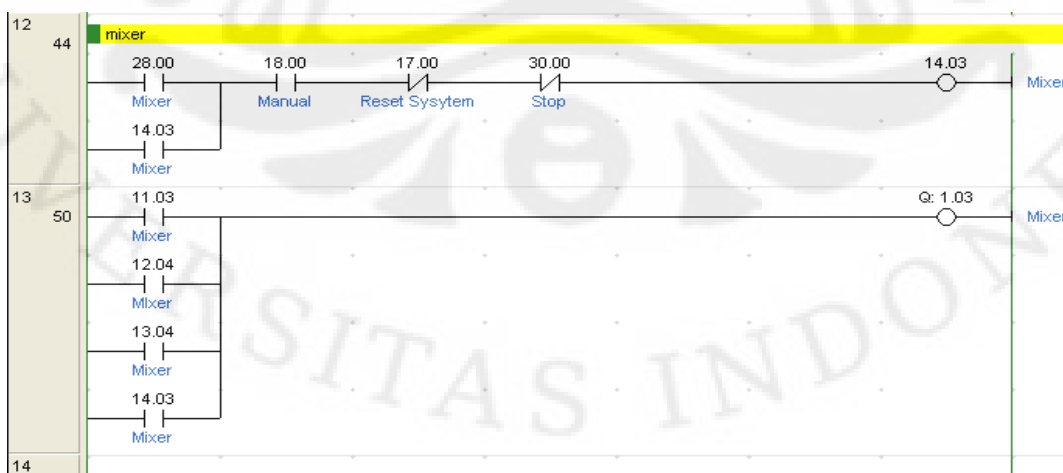 12
44
mixer
28.00 18.00 17.00 30.00 14.03
Mixer Manual Reset Sysytem Stop Mixer
14.03
Mixer
13
50
11.03 Q: 1.03
Mixer Mixer
12.04
MIxer
13.04
Mixer
14.03
Mixer
14
VERSITAS INDONE